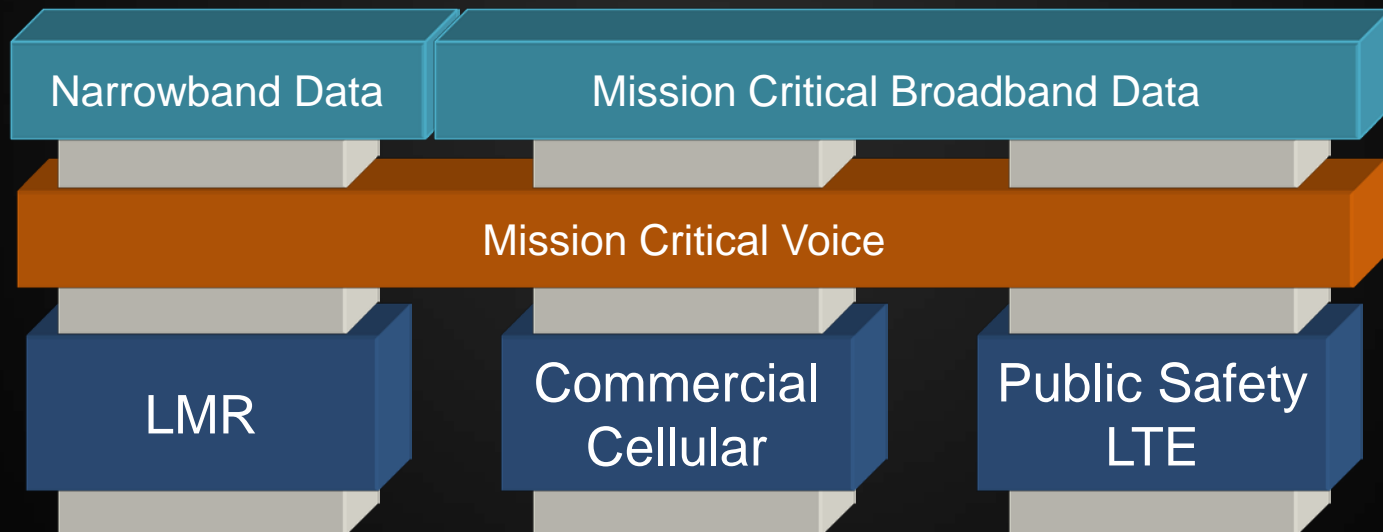 Narrowband Data
Mission Critical Broadband Data
Mission Critical Voice
LMR
Commercial
Cellular
Public Safety
LTE